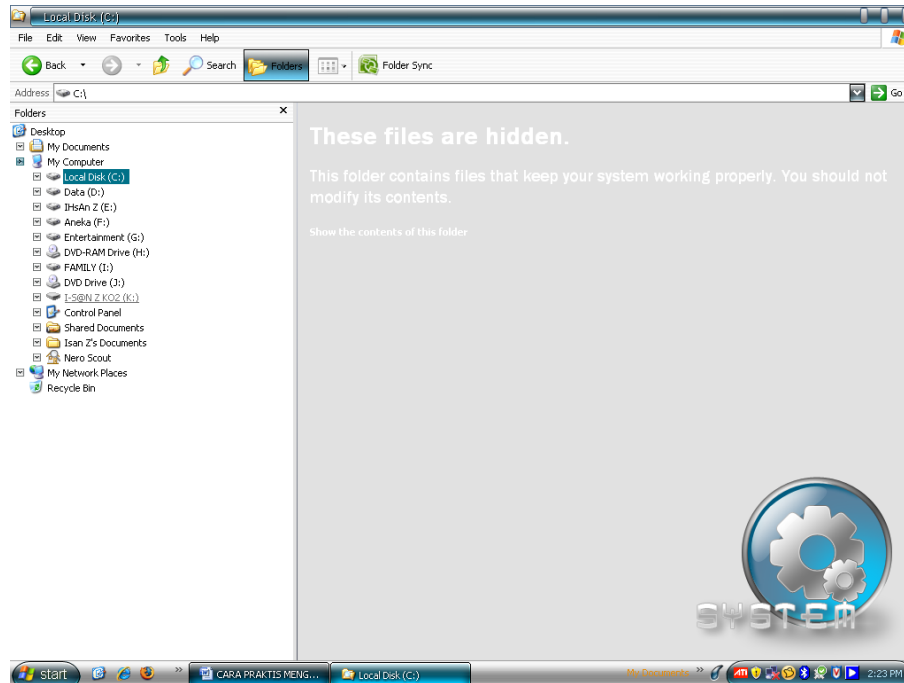 Local Disk (C:)
File Edit View Favorites Tools Help
Back Search Folders Folder Sync
Address C:\ Go
Folders x
Desktop
My Documents
My Computer
Local Disk (C:)
Data (D:)
IHsAn Z (E:)
Aneka (F:)
Entertainment (G:)
DVD-RAM Drive (H:)
FAMILY (I:)
DVD Drive (J:)
I-S@N Z KO2 (K:)
Control Panel
Shared Documents
Isan Z's Documents
Nero Scout
My Network Places
Recycle Bin
These files are hidden.
This folder contains files that keep your system working properly. You should not
modify its contents.
Show the contents of this folder
SYSTEM
start » CARA PRAKTIS MENG... Local Disk (C:) My Documents » ATI 2:23 PM